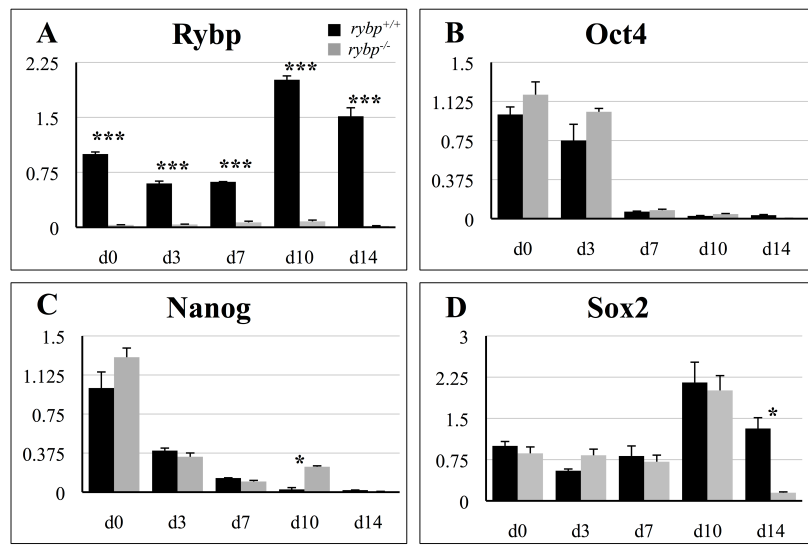 A
Rybp
rybp+/+
rybp-/-
2.25
1.5
0.75
0
***
***
***
***
***
d0 d3 d7 d10 d14
B
Oct4
1.5
1.125
0.75
0.375
0
d0 d3 d7 d10 d14
C
Nanog
1.5
1.125
0.75
0.375
0
*
d0 d3 d7 d10 d14
D
Sox2
3
2.25
1.5
0.75
0
*
d0 d3 d7 d10 d14